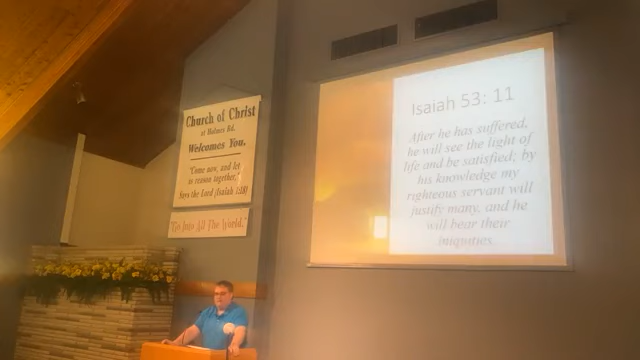 Church of Christ
at Holmes Rd.
Welcomes You.
"Come now, and let
us reason together,"
Says the Lord (Isaiah 1:18)
"Go Into All The World."
Isaiah 53: 11
After he has suffered,
he will see the light of
life and be satisfied; by
his knowledge my
righteous servant will
justify many, and he
will bear their
iniquities.